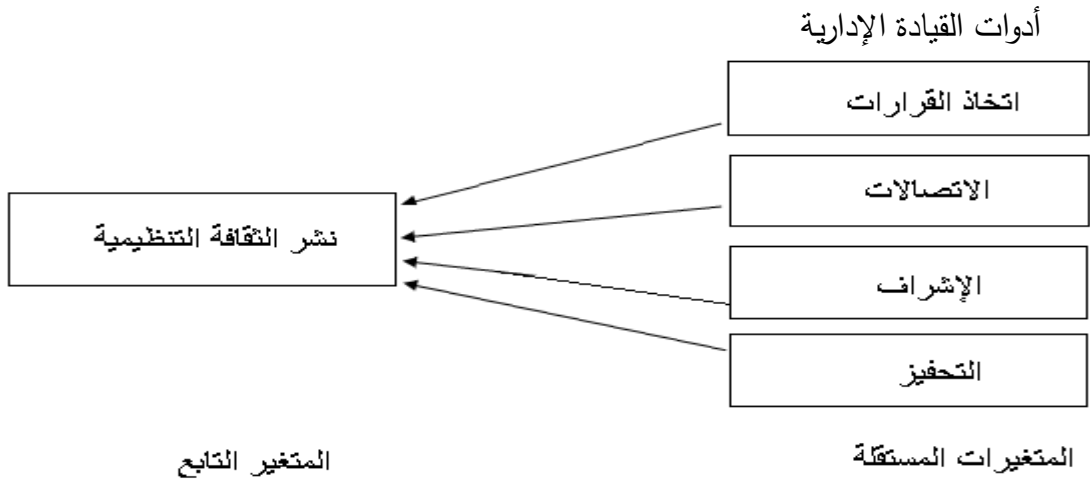 أدوات القيادة الإدارية
اتخاذ القرارات
الاتصالات
نشر الثقافة التنظيمية
الإشراف
التحفيز
المتغيرات المستقلة
المتغير التابع